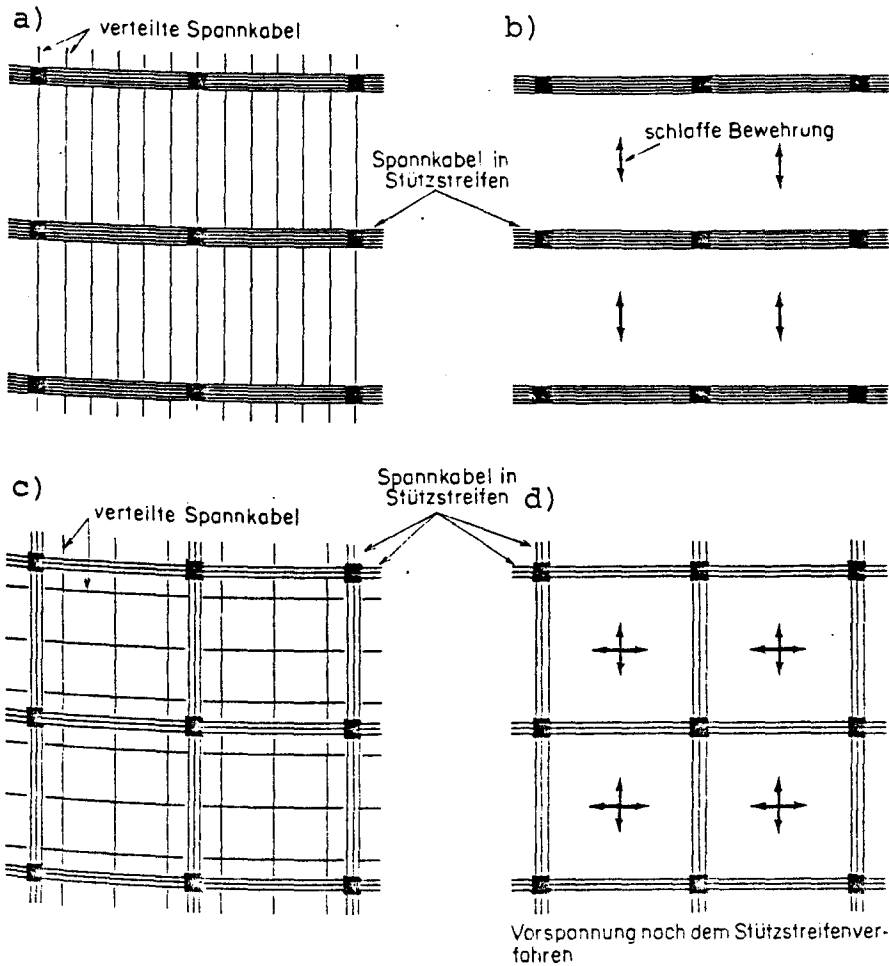 a)
verteilte Spannkabel
b)
schlaffe Bewehrung
Spannkabel in
Stützstreifen
c)
verteilte Spannkabel
Spannkabel in
Stützstreifen
d)
Vorspannung nach dem Stützstreifenver-
fahren